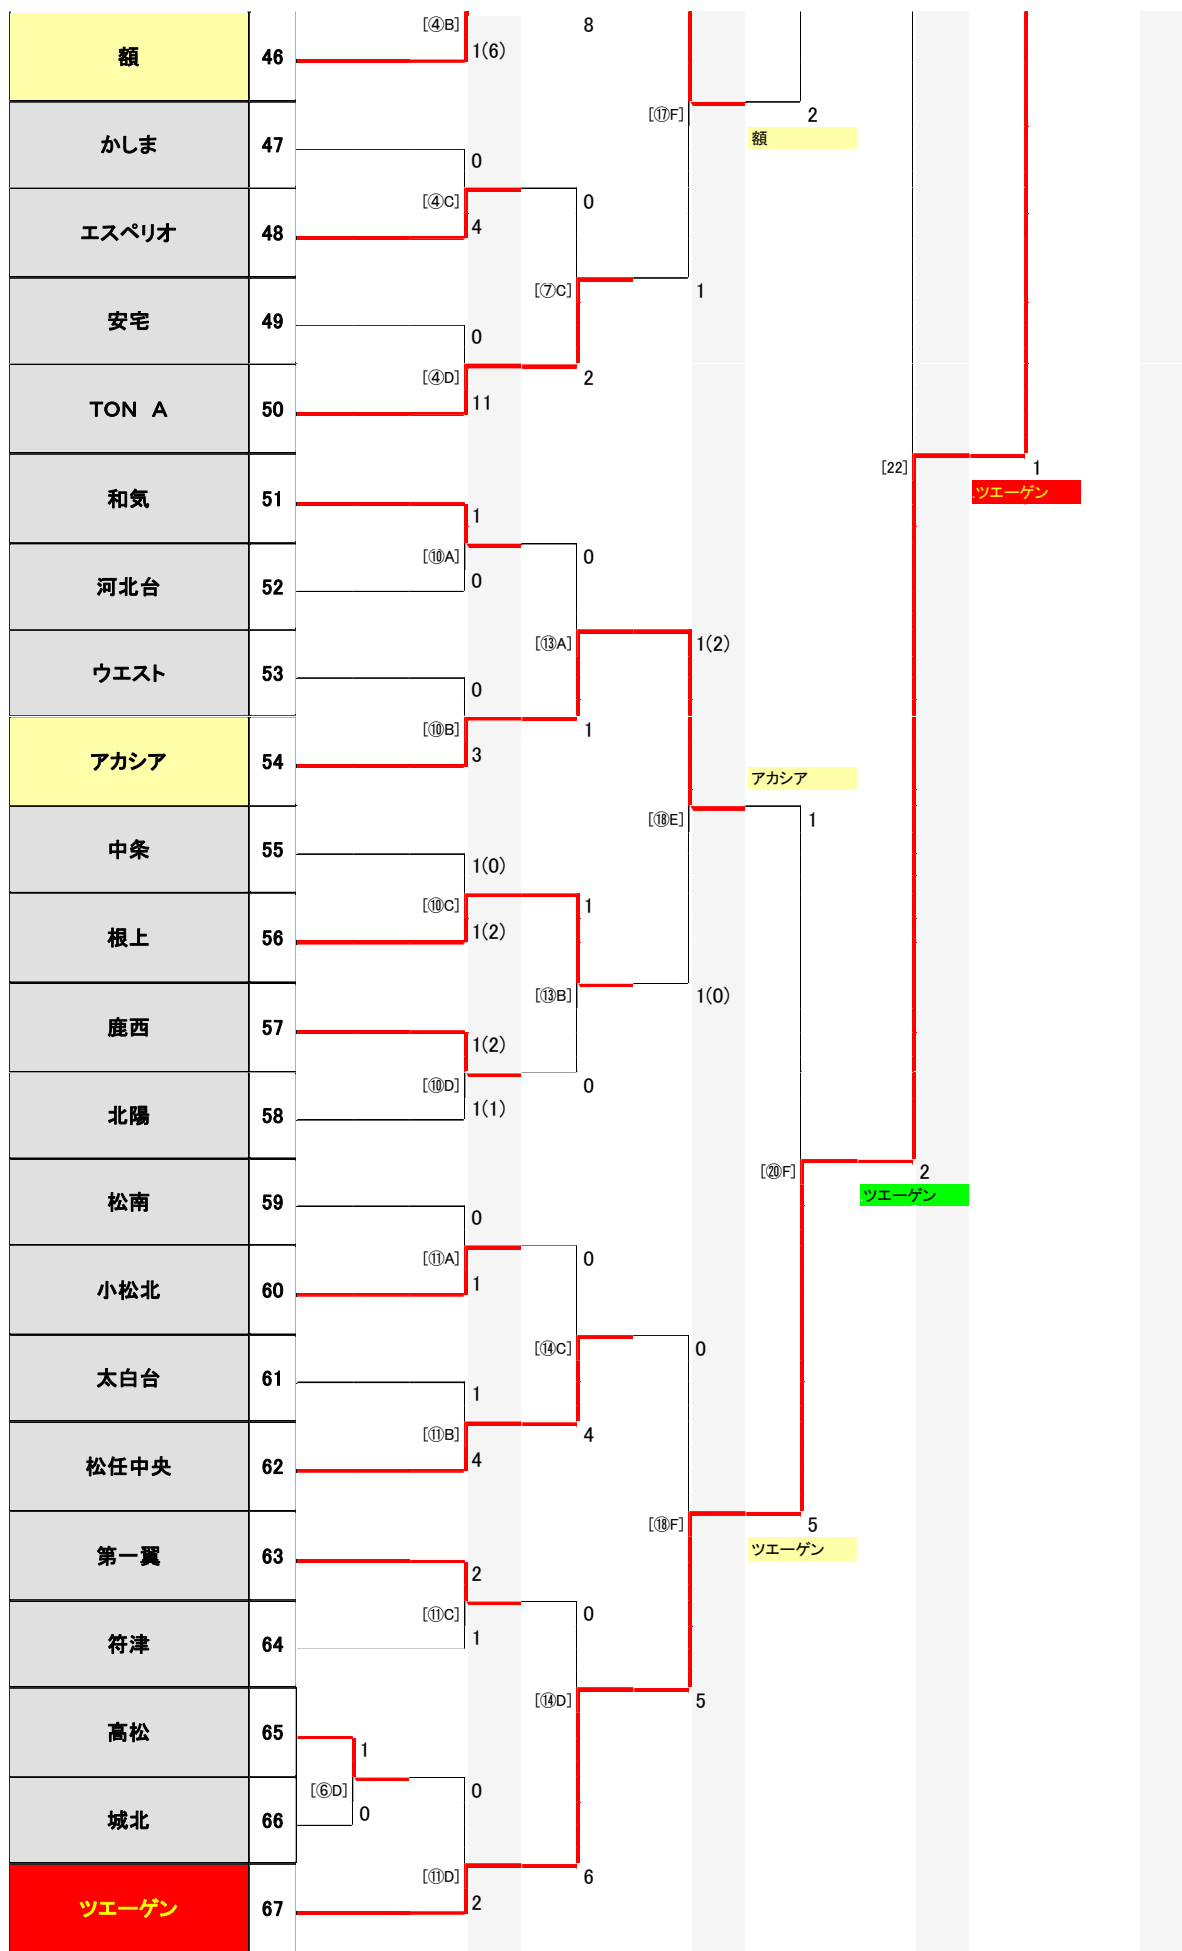 [④B]
8
額 46
1(6)
[⑰F]
2
額
かしま 47
0
[④C]
0
エスペリオ 48
4
[⑦C]
1
安宅 49
0
[④D]
2
TON A 50
11
[22]
1
ツエーゲン
和気 51
1
[⑩A]
0
河北台 52
0
[⑬A]
1(2)
ウエスト 53
0
[⑩B]
1
アカシア 54
3
アカシア
[⑱E]
1
中条 55
1(0)
[⑩C]
1
根上 56
1(2)
[⑬B]
1(0)
鹿西 57
1(2)
[⑩D]
0
北陽 58
1(1)
[⑳F]
2
ツエーゲン
松南 59
0
[⑪A]
0
小松北 60
1
[⑭C]
0
太白台 61
1
[⑪B]
4
松任中央 62
4
[⑱F]
5
ツエーゲン
第一翼 63
2
[⑪C]
0
符津 64
1
[⑭D]
5
高松 65
1
[⑥D]
0
城北 66
0
[⑪D]
6
ツエーゲン 67
2